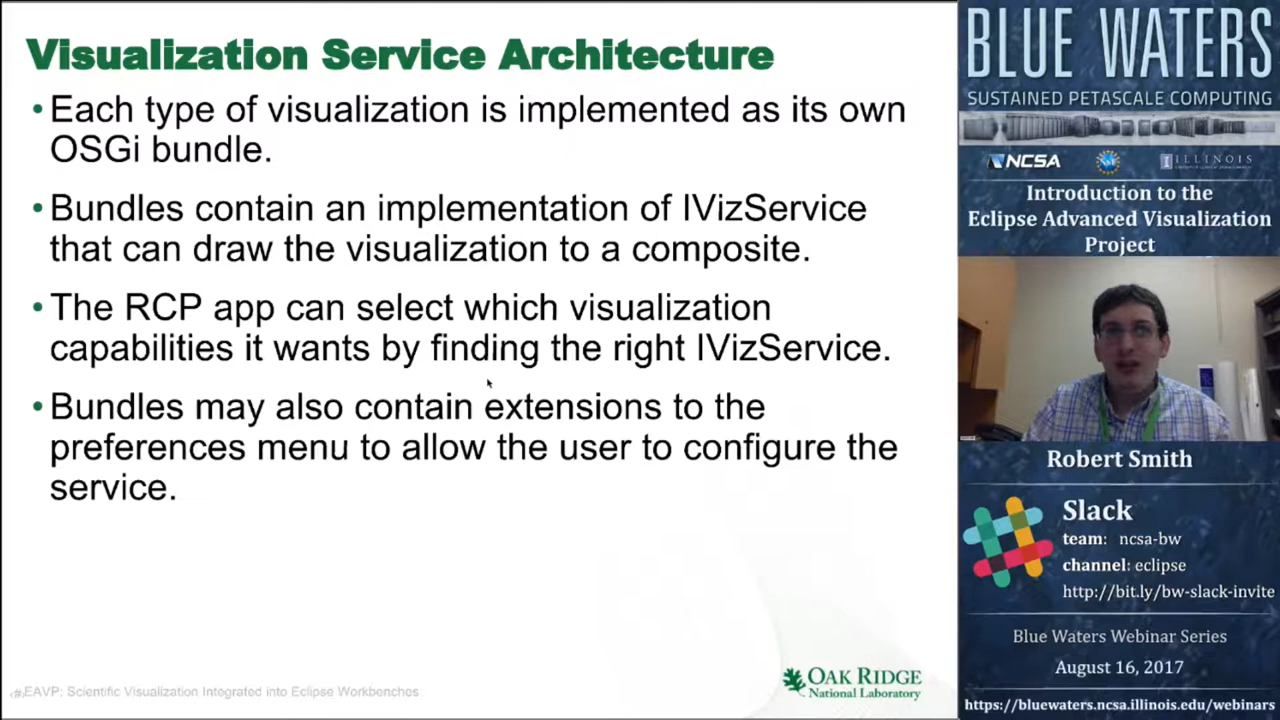 Visualization Service Architecture
•Each type of visualization is implemented as its own
OSGi bundle.
•Bundles contain an implementation of IVizService
that can draw the visualization to a composite.
•The RCP app can select which visualization
capabilities it wants by finding the right IVizService.
•Bundles may also contain extensions to the
preferences menu to allow the user to configure the
service.
EAVP: Scientific Visualization Integrated into Eclipse Workbenches
OAK RIDGE
National Laboratory
BLUE WATERS
SUSTAINED PETASCALE COMPUTING
NCSA
ILLINOIS
Introduction to the
Eclipse Advanced Visualization
Project
Robert Smith
Slack
team: ncsa-bw
channel: eclipse
http://bit.ly/bw-slack-invite
Blue Waters Webinar Series
August 16, 2017
https://bluewaters.ncsa.illinois.edu/webinars